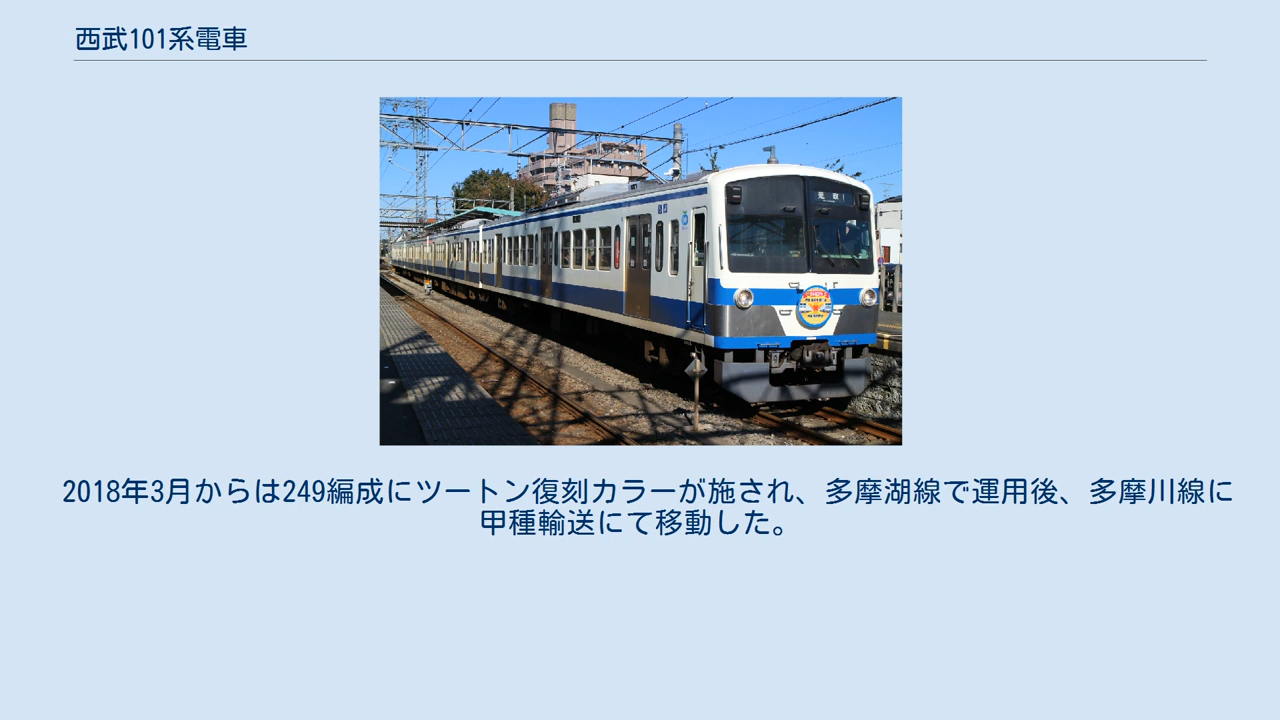 西武101系電車
2018年3月からは249編成にツートン復刻カラーが施され、多摩湖線で運用後、多摩川線に
甲種輸送にて移動した。